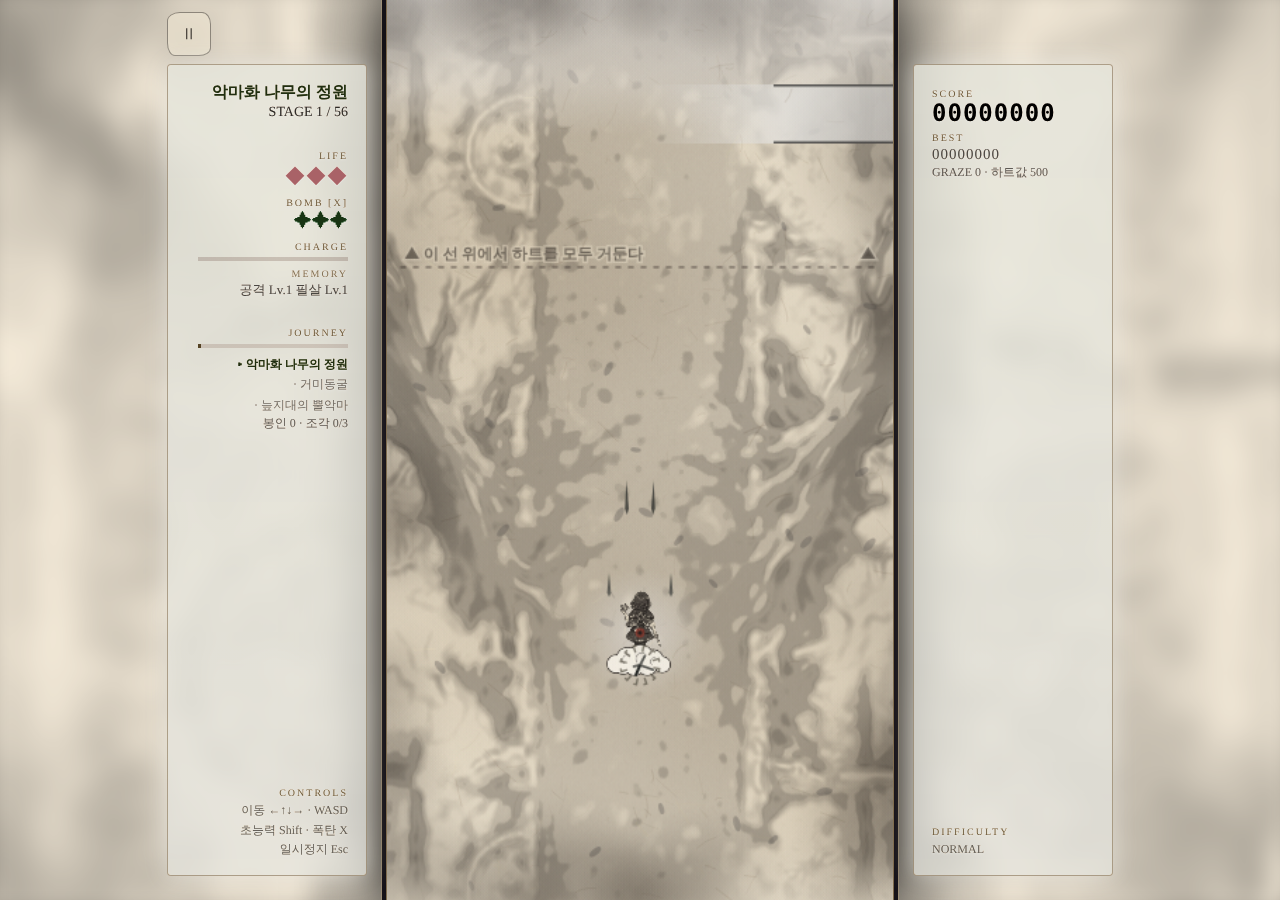 악마화 나무의 정원
STAGE 1 / 56
LIFE
BOMB [X]
CHARGE
MEMORY
공격 Lv.1 필살 Lv.1
JOURNEY
▸ 악마화 나무의 정원
· 거미동굴
· 늪지대의 뿔악마
봉인 0 · 조각 0/3
CONTROLS
이동 ←↑↓→ · WASD
초능력 Shift · 폭탄 X
일시정지 Esc
▲ 이 선 위에서 하트를 모두 거둔다 ▲
SCORE
00000000
BEST
00000000
GRAZE 0 · 하트값 500
DIFFICULTY
NORMAL